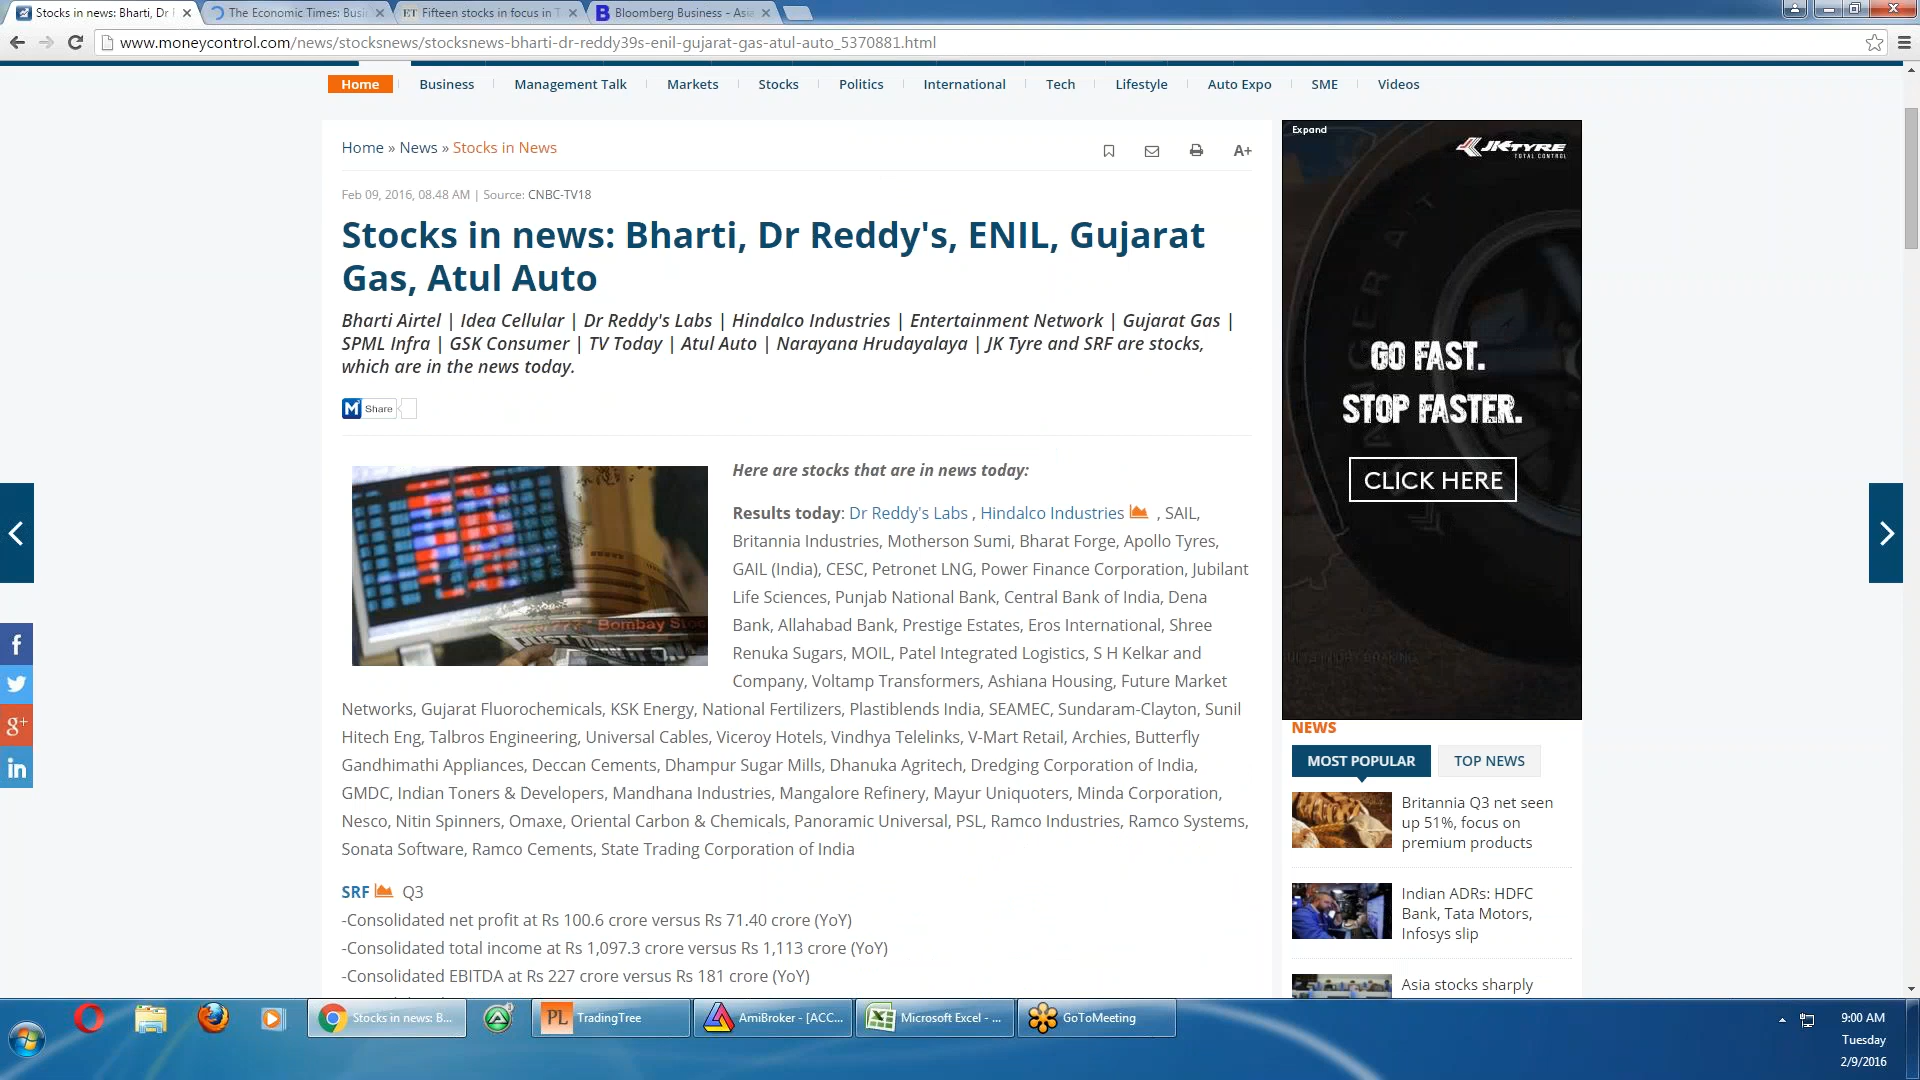 Stocks in news: Bharti, Dr
The Economic Times: Busi
ET Fifteen stocks in focus in T
Bloomberg Business - Asia
www.moneycontrol.com/news/stocksnews/stocksnews-bharti-dr-reddy39s-enil-gujarat-gas-atul-auto_5370881.html
Home Business Management Talk Markets Stocks Politics International Tech Lifestyle Auto Expo SME Videos
Home » News » Stocks in News
A+
Feb 09, 2016, 08.48 AM | Source: CNBC-TV18
Stocks in news: Bharti, Dr Reddy's, ENIL, Gujarat
Gas, Atul Auto
Bharti Airtel | Idea Cellular | Dr Reddy's Labs | Hindalco Industries | Entertainment Network | Gujarat Gas |
SPML Infra | GSK Consumer | TV Today | Atul Auto | Narayana Hrudayalaya | JK Tyre and SRF are stocks,
which are in the news today.
M Share
Here are stocks that are in news today:
Results today: Dr Reddy's Labs , Hindalco Industries , SAIL,
Britannia Industries, Motherson Sumi, Bharat Forge, Apollo Tyres,
GAIL (India), CESC, Petronet LNG, Power Finance Corporation, Jubilant
Life Sciences, Punjab National Bank, Central Bank of India, Dena
Bank, Allahabad Bank, Prestige Estates, Eros International, Shree
Renuka Sugars, MOIL, Patel Integrated Logistics, S H Kelkar and
Company, Voltamp Transformers, Ashiana Housing, Future Market
Networks, Gujarat Fluorochemicals, KSK Energy, National Fertilizers, Plastiblends India, SEAMEC, Sundaram-Clayton, Sunil
Hitech Eng, Talbros Engineering, Universal Cables, Viceroy Hotels, Vindhya Telelinks, V-Mart Retail, Archies, Butterfly
Gandhimathi Appliances, Deccan Cements, Dhampur Sugar Mills, Dhanuka Agritech, Dredging Corporation of India,
GMDC, Indian Toners & Developers, Mandhana Industries, Mangalore Refinery, Mayur Uniquoters, Minda Corporation,
Nesco, Nitin Spinners, Omaxe, Oriental Carbon & Chemicals, Panoramic Universal, PSL, Ramco Industries, Ramco Systems,
Sonata Software, Ramco Cements, State Trading Corporation of India
SRF Q3
-Consolidated net profit at Rs 100.6 crore versus Rs 71.40 crore (YoY)
-Consolidated total income at Rs 1,097.3 crore versus Rs 1,113 crore (YoY)
-Consolidated EBITDA at Rs 227 crore versus Rs 181 crore (YoY)
Bombay
Expand
JK TYRE
TOTAL CONTROL
GO FAST.
STOP FASTER.
CLICK HERE
NEWS
MOST POPULAR
TOP NEWS
Britannia Q3 net seen
up 51%, focus on
premium products
Indian ADRs: HDFC
Bank, Tata Motors,
Infosys slip
Asia stocks sharply
f
g+
in
Stocks in news: B...
PL TradingTree
AmiBroker - [ACC...
Microsoft Excel - ...
GoToMeeting
9:00 AM
Tuesday
2/9/2016